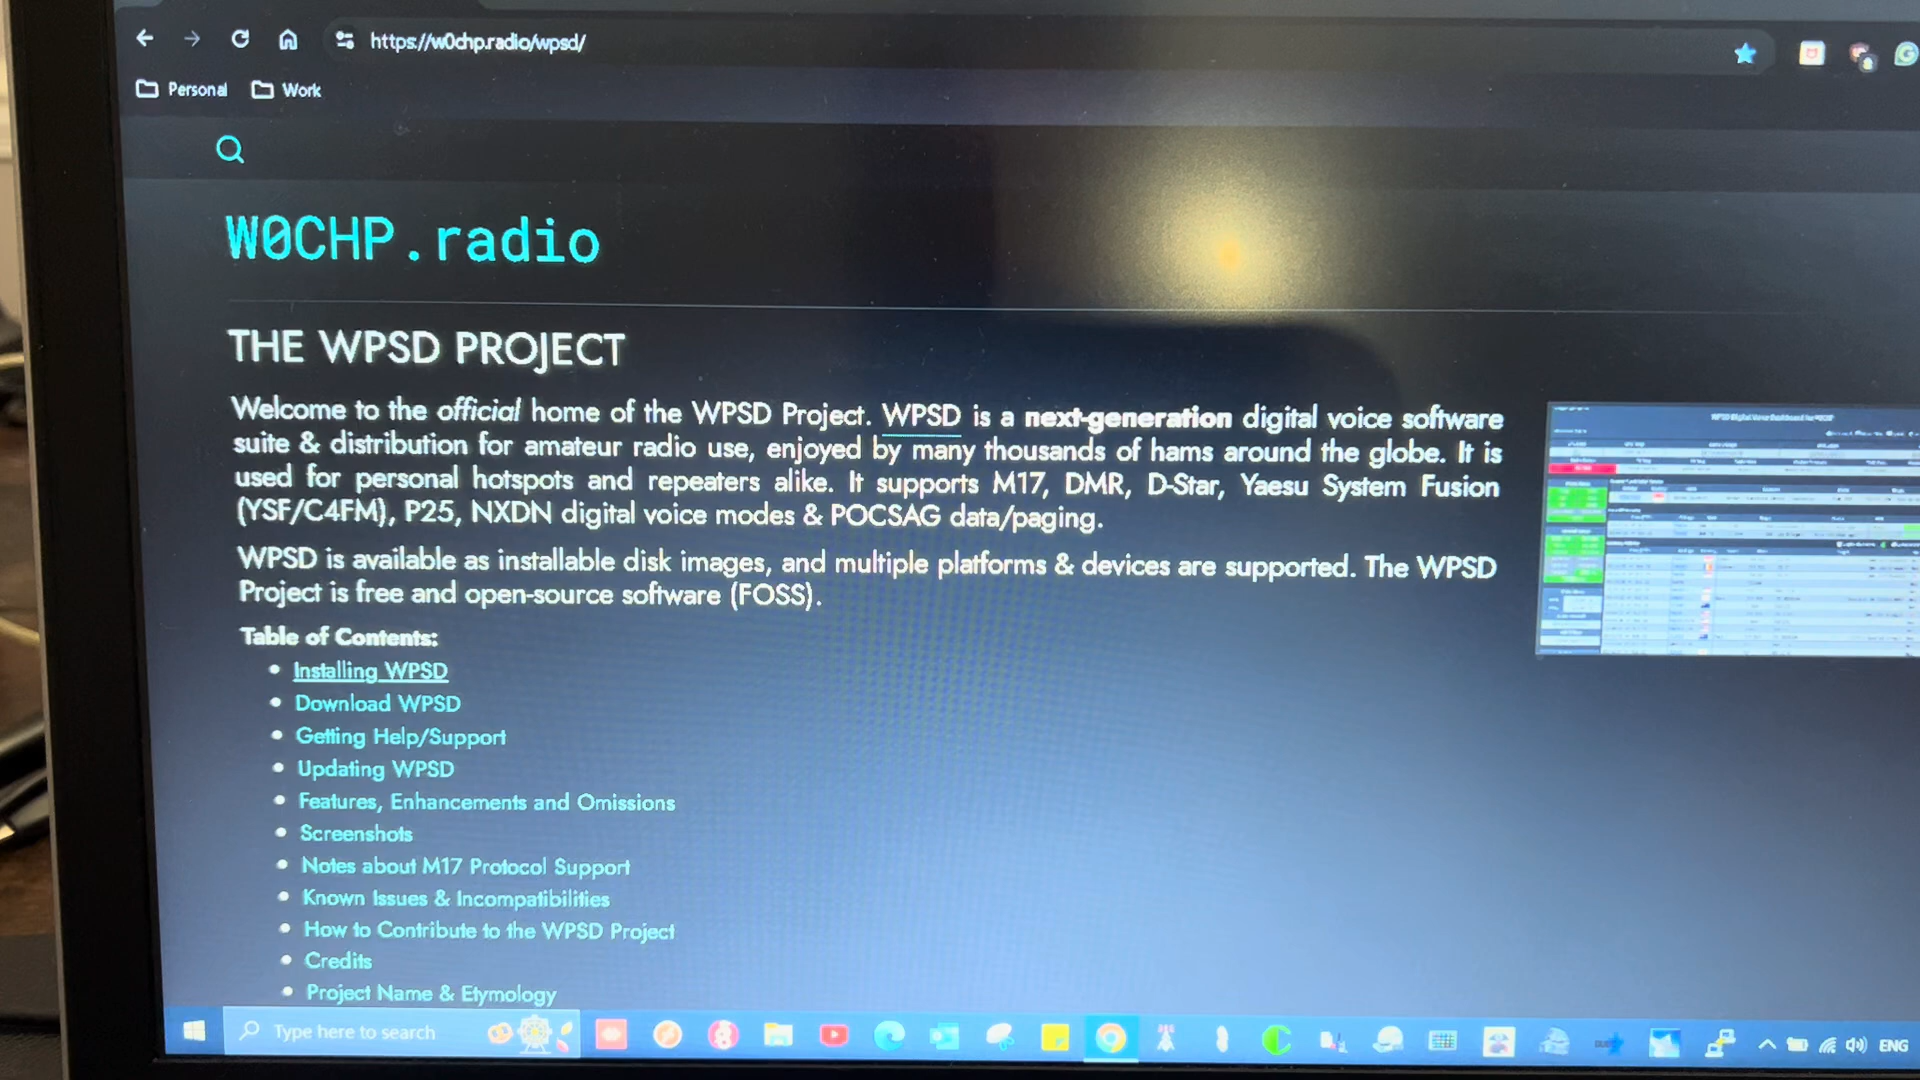 https://w0chp.radio/wpsd/
Personal Work
W0CHP.radio
THE WPSD PROJECT
Welcome to the official home of the WPSD Project. WPSD is a next-generation digital voice software
suite & distribution for amateur radio use, enjoyed by many thousands of hams around the globe. It is
used for personal hotspots and repeaters alike. It supports M17, DMR, D-Star, Yaesu System Fusion
(YSF/C4FM), P25, NXDN digital voice modes & POCSAG data/paging.
WPSD is available as installable disk images, and multiple platforms & devices are supported. The WPSD
Project is free and open-source software (FOSS).
Table of Contents:
Installing WPSD
Download WPSD
Getting Help/Support
Updating WPSD
Features, Enhancements and Omissions
Screenshots
Notes about M17 Protocol Support
Known Issues & Incompatibilities
How to Contribute to the WPSD Project
Credits
Project Name & Etymology
Type here to search
ENG